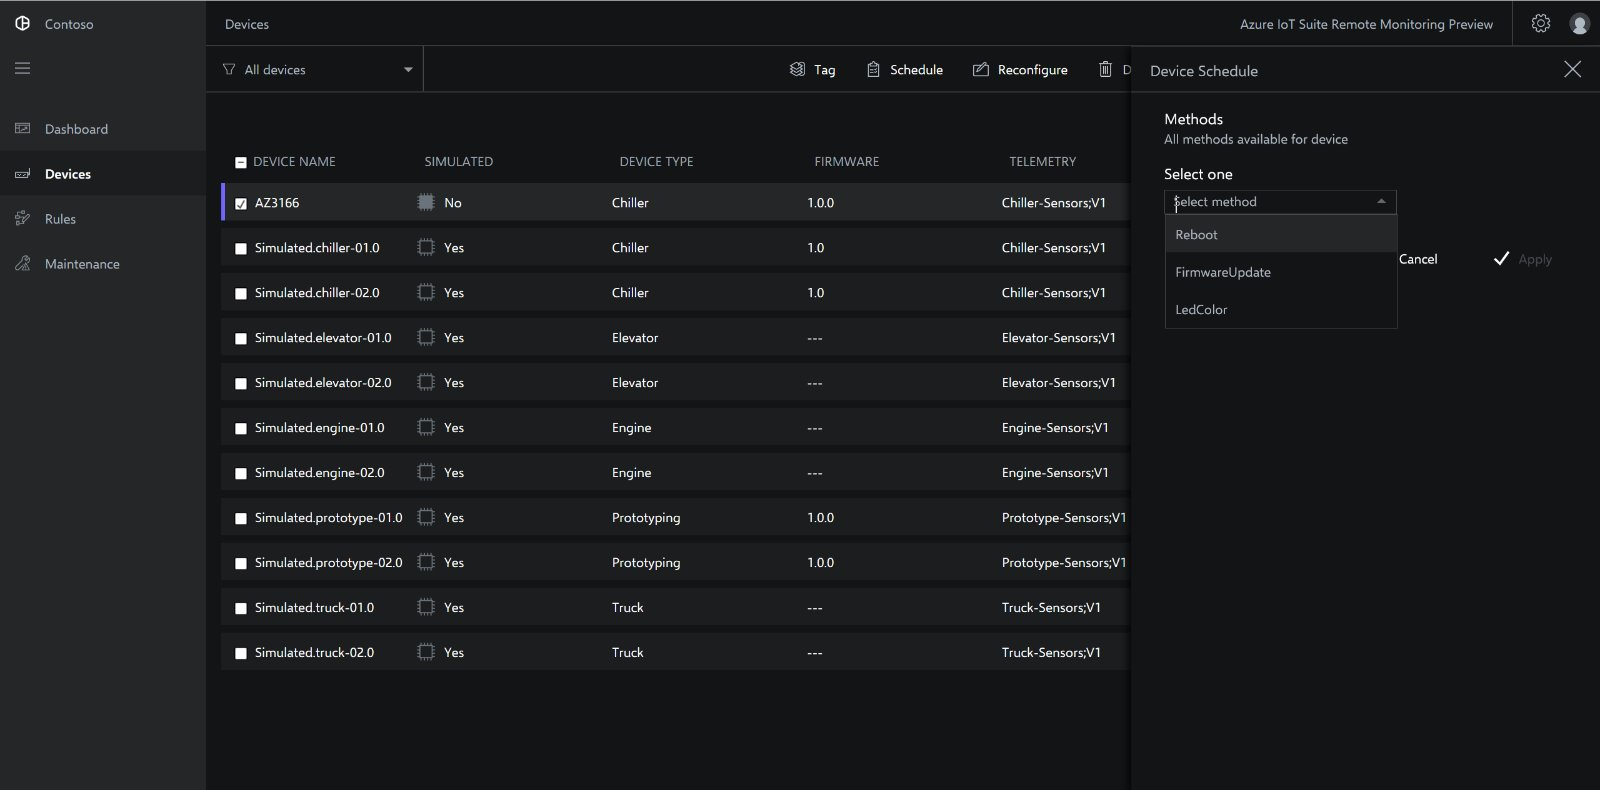 Contoso
Devices
Azure IoT Suite Remote Monitoring Preview
All devices
Tag
Schedule
Reconfigure
D
Device Schedule
Dashboard
Devices
Rules
Maintenance
DEVICE NAME SIMULATED DEVICE TYPE FIRMWARE TELEMETRY
AZ3166 No Chiller 1.0.0 Chiller-Sensors;V1
Simulated.chiller-01.0 Yes Chiller 1.0 Chiller-Sensors;V1
Simulated.chiller-02.0 Yes Chiller 1.0 Chiller-Sensors;V1
Simulated.elevator-01.0 Yes Elevator --- Elevator-Sensors;V1
Simulated.elevator-02.0 Yes Elevator --- Elevator-Sensors;V1
Simulated.engine-01.0 Yes Engine --- Engine-Sensors;V1
Simulated.engine-02.0 Yes Engine --- Engine-Sensors;V1
Simulated.prototype-01.0 Yes Prototyping 1.0.0 Prototype-Sensors;V1
Simulated.prototype-02.0 Yes Prototyping 1.0.0 Prototype-Sensors;V1
Simulated.truck-01.0 Yes Truck --- Truck-Sensors;V1
Simulated.truck-02.0 Yes Truck --- Truck-Sensors;V1
Methods
All methods available for device
Select one
Select method
Reboot
FirmwareUpdate
LedColor
Cancel
Apply